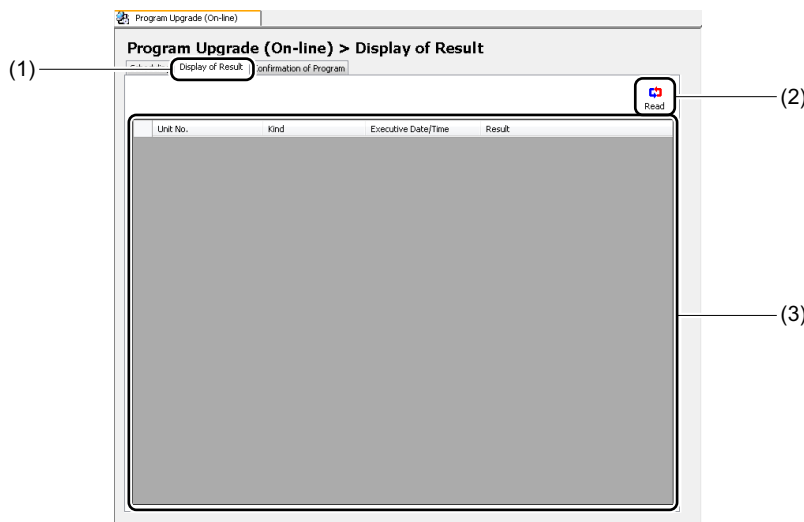 Program Upgrade (On-line)
Program Upgrade (On-line) > Display of Result
(1)
Display of Result
Confirmation of Program
Read
(2)
Unit No. Kind Executive Date/Time Result
(3)